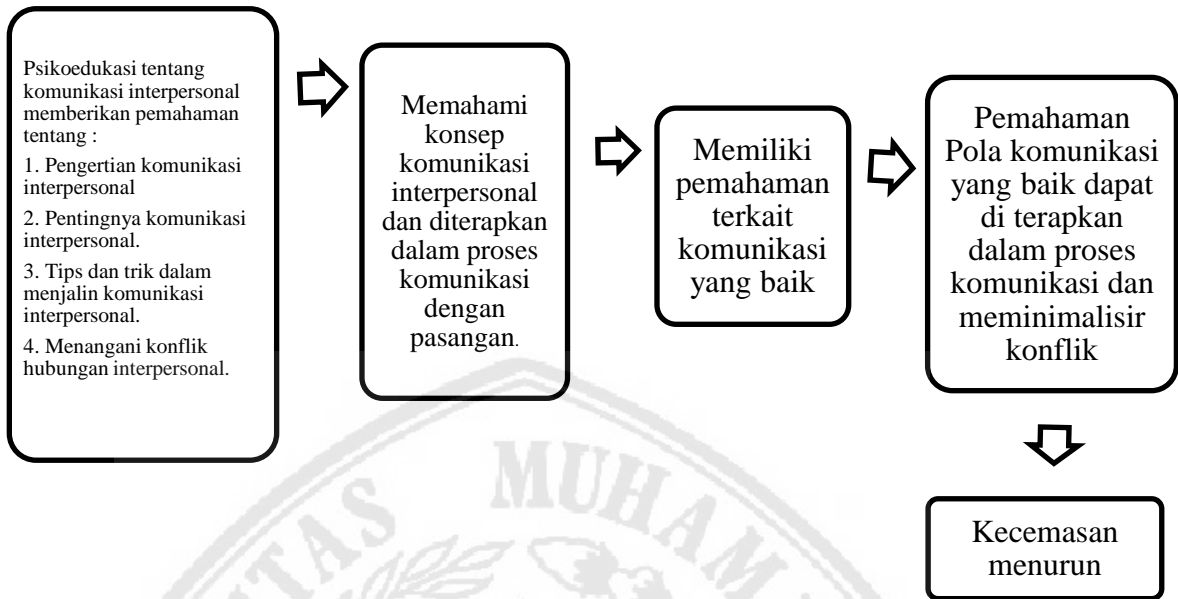 Psikoedukasi tentang
komunikasi interpersonal
memberikan pemahaman
tentang :
1. Pengertian komunikasi
interpersonal
2. Pentingnya komunikasi
interpersonal.
3. Tips dan trik dalam
menjalin komunikasi
interpersonal.
4. Menangani konflik
hubungan interpersonal.
Memahami
konsep
komunikasi
interpersonal
dan diterapkan
dalam proses
komunikasi
dengan
pasangan.
Memiliki
pemahaman
terkait
komunikasi
yang baik
Pemahaman
Pola komunikasi
yang baik dapat
di terapkan
dalam proses
komunikasi dan
meminimalisir
konflik
Kecemasan
menurun
ITAS MUHAM